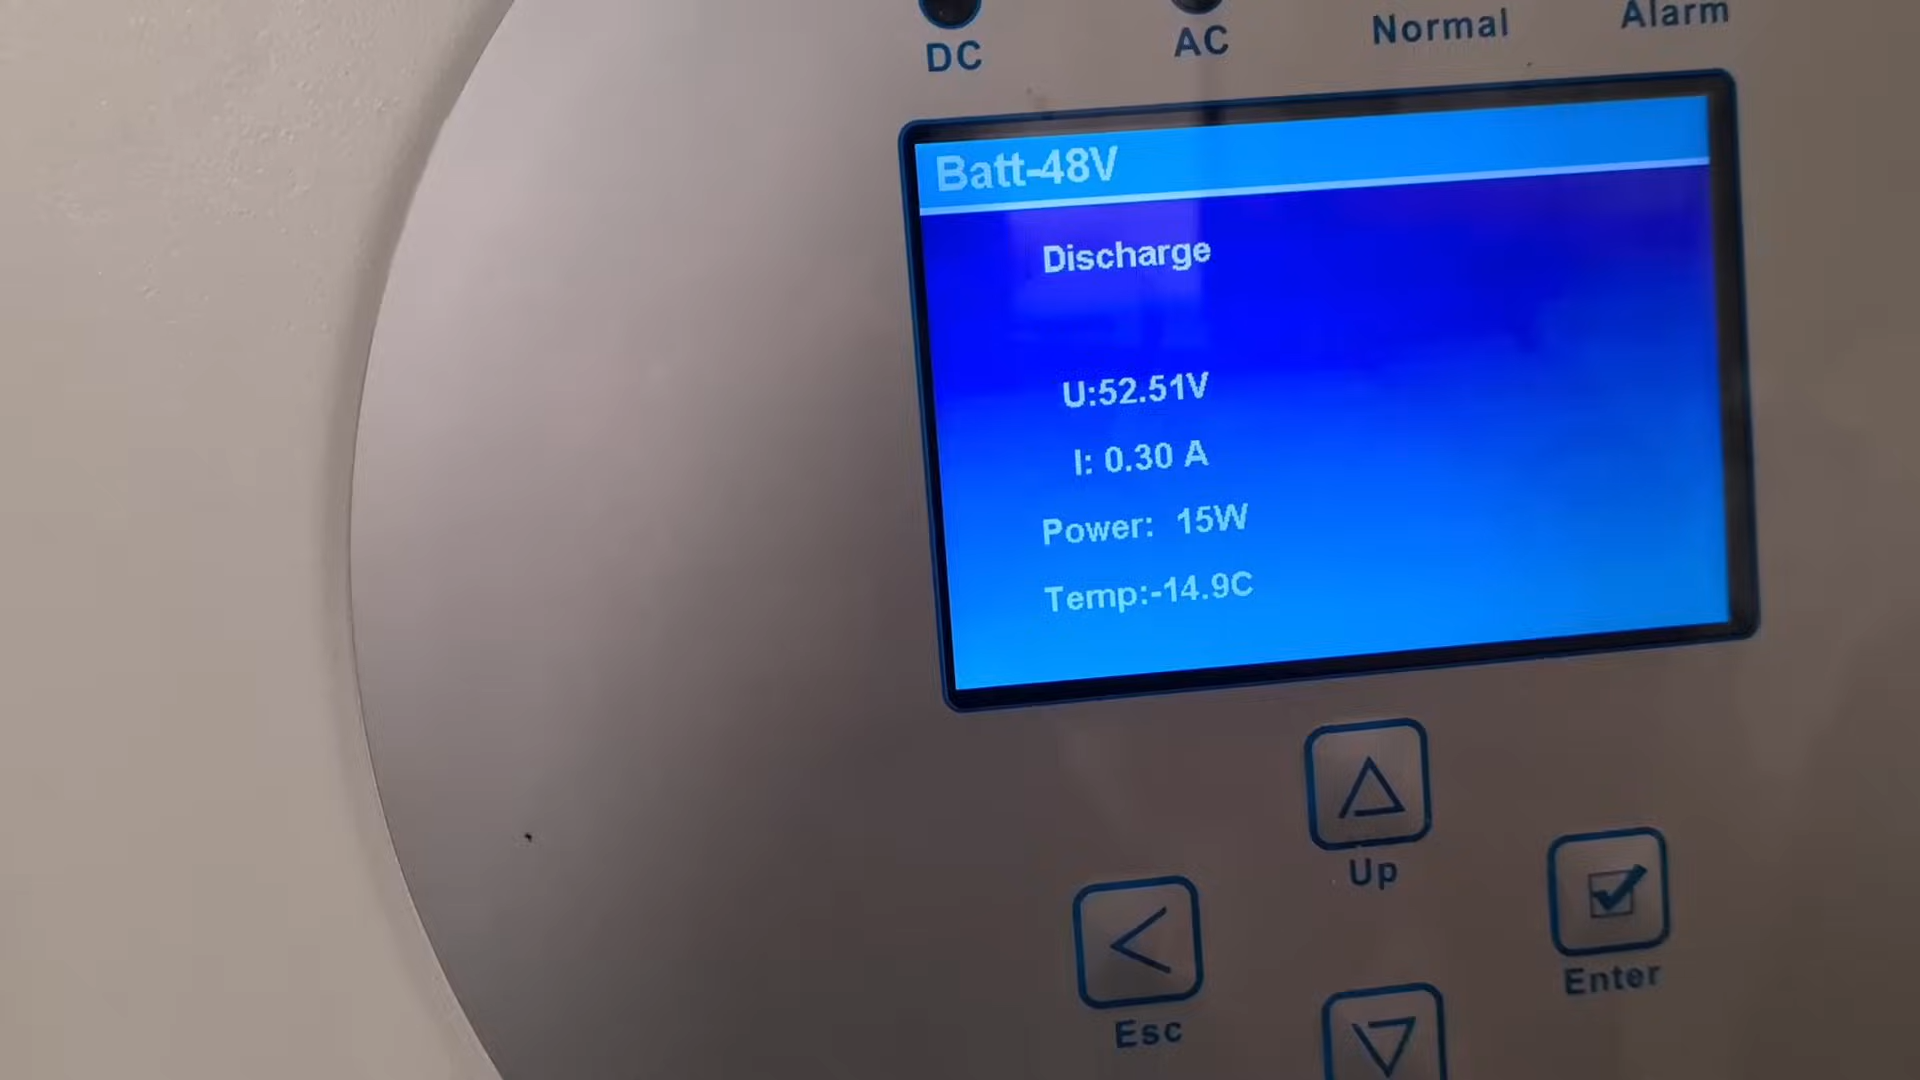 DC AC Normal Alarm
Batt-48V
Discharge
U:52.51V
I: 0.30 A
Power: 15W
Temp:-14.9C
Up
Enter
Esc